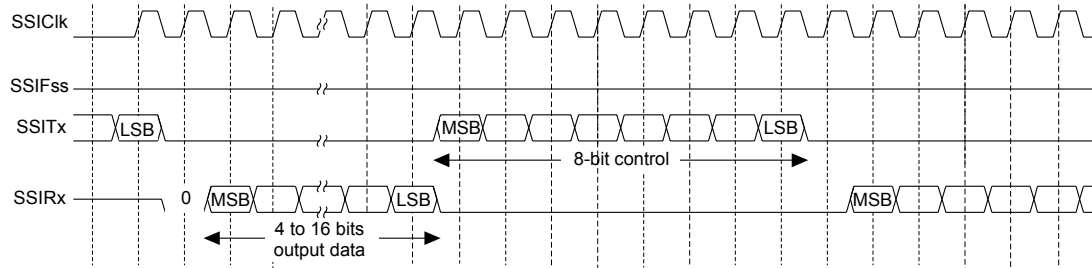 SSIClk
SSIFss
SSITx
LSB
MSB
LSB
8-bit control
SSIRx
0
MSB
LSB
MSB
4 to 16 bits
output data